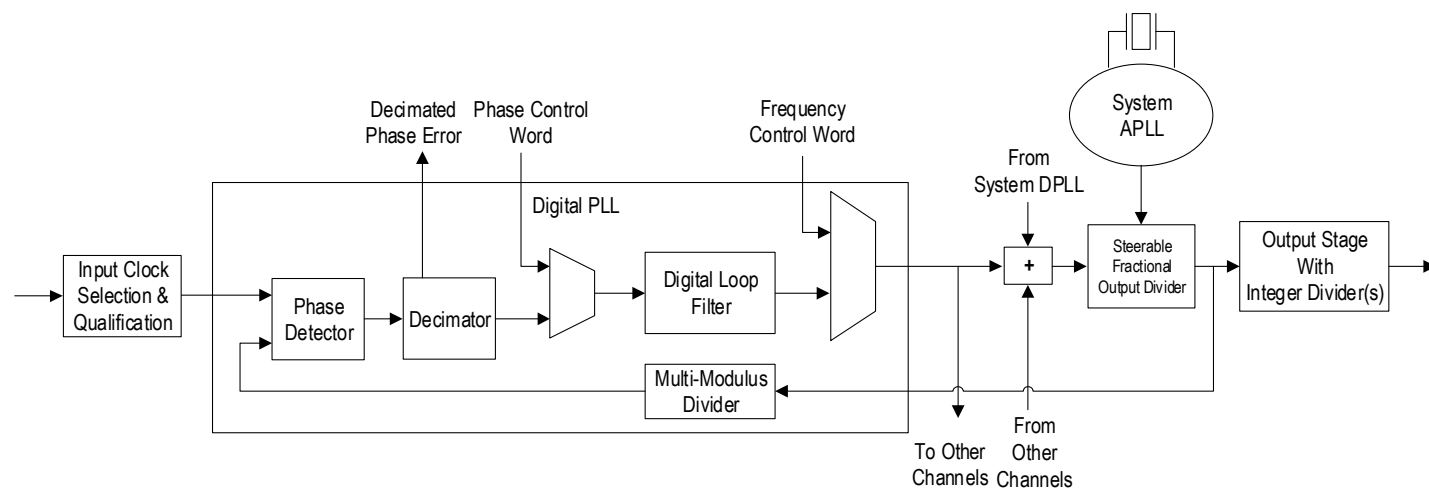 System
APLL
Decimated
Phase Error
Phase Control
Word
Frequency
Control Word
From
System DPLL
Digital PLL
Input Clock
Selection &
Qualification
Phase
Detector
Decimator
Digital Loop
Filter
+
Steerable
Fractional
Output Divider
Output Stage
With
Integer Divider(s)
Multi-Modulus
Divider
To Other
Channels
From
Other
Channels